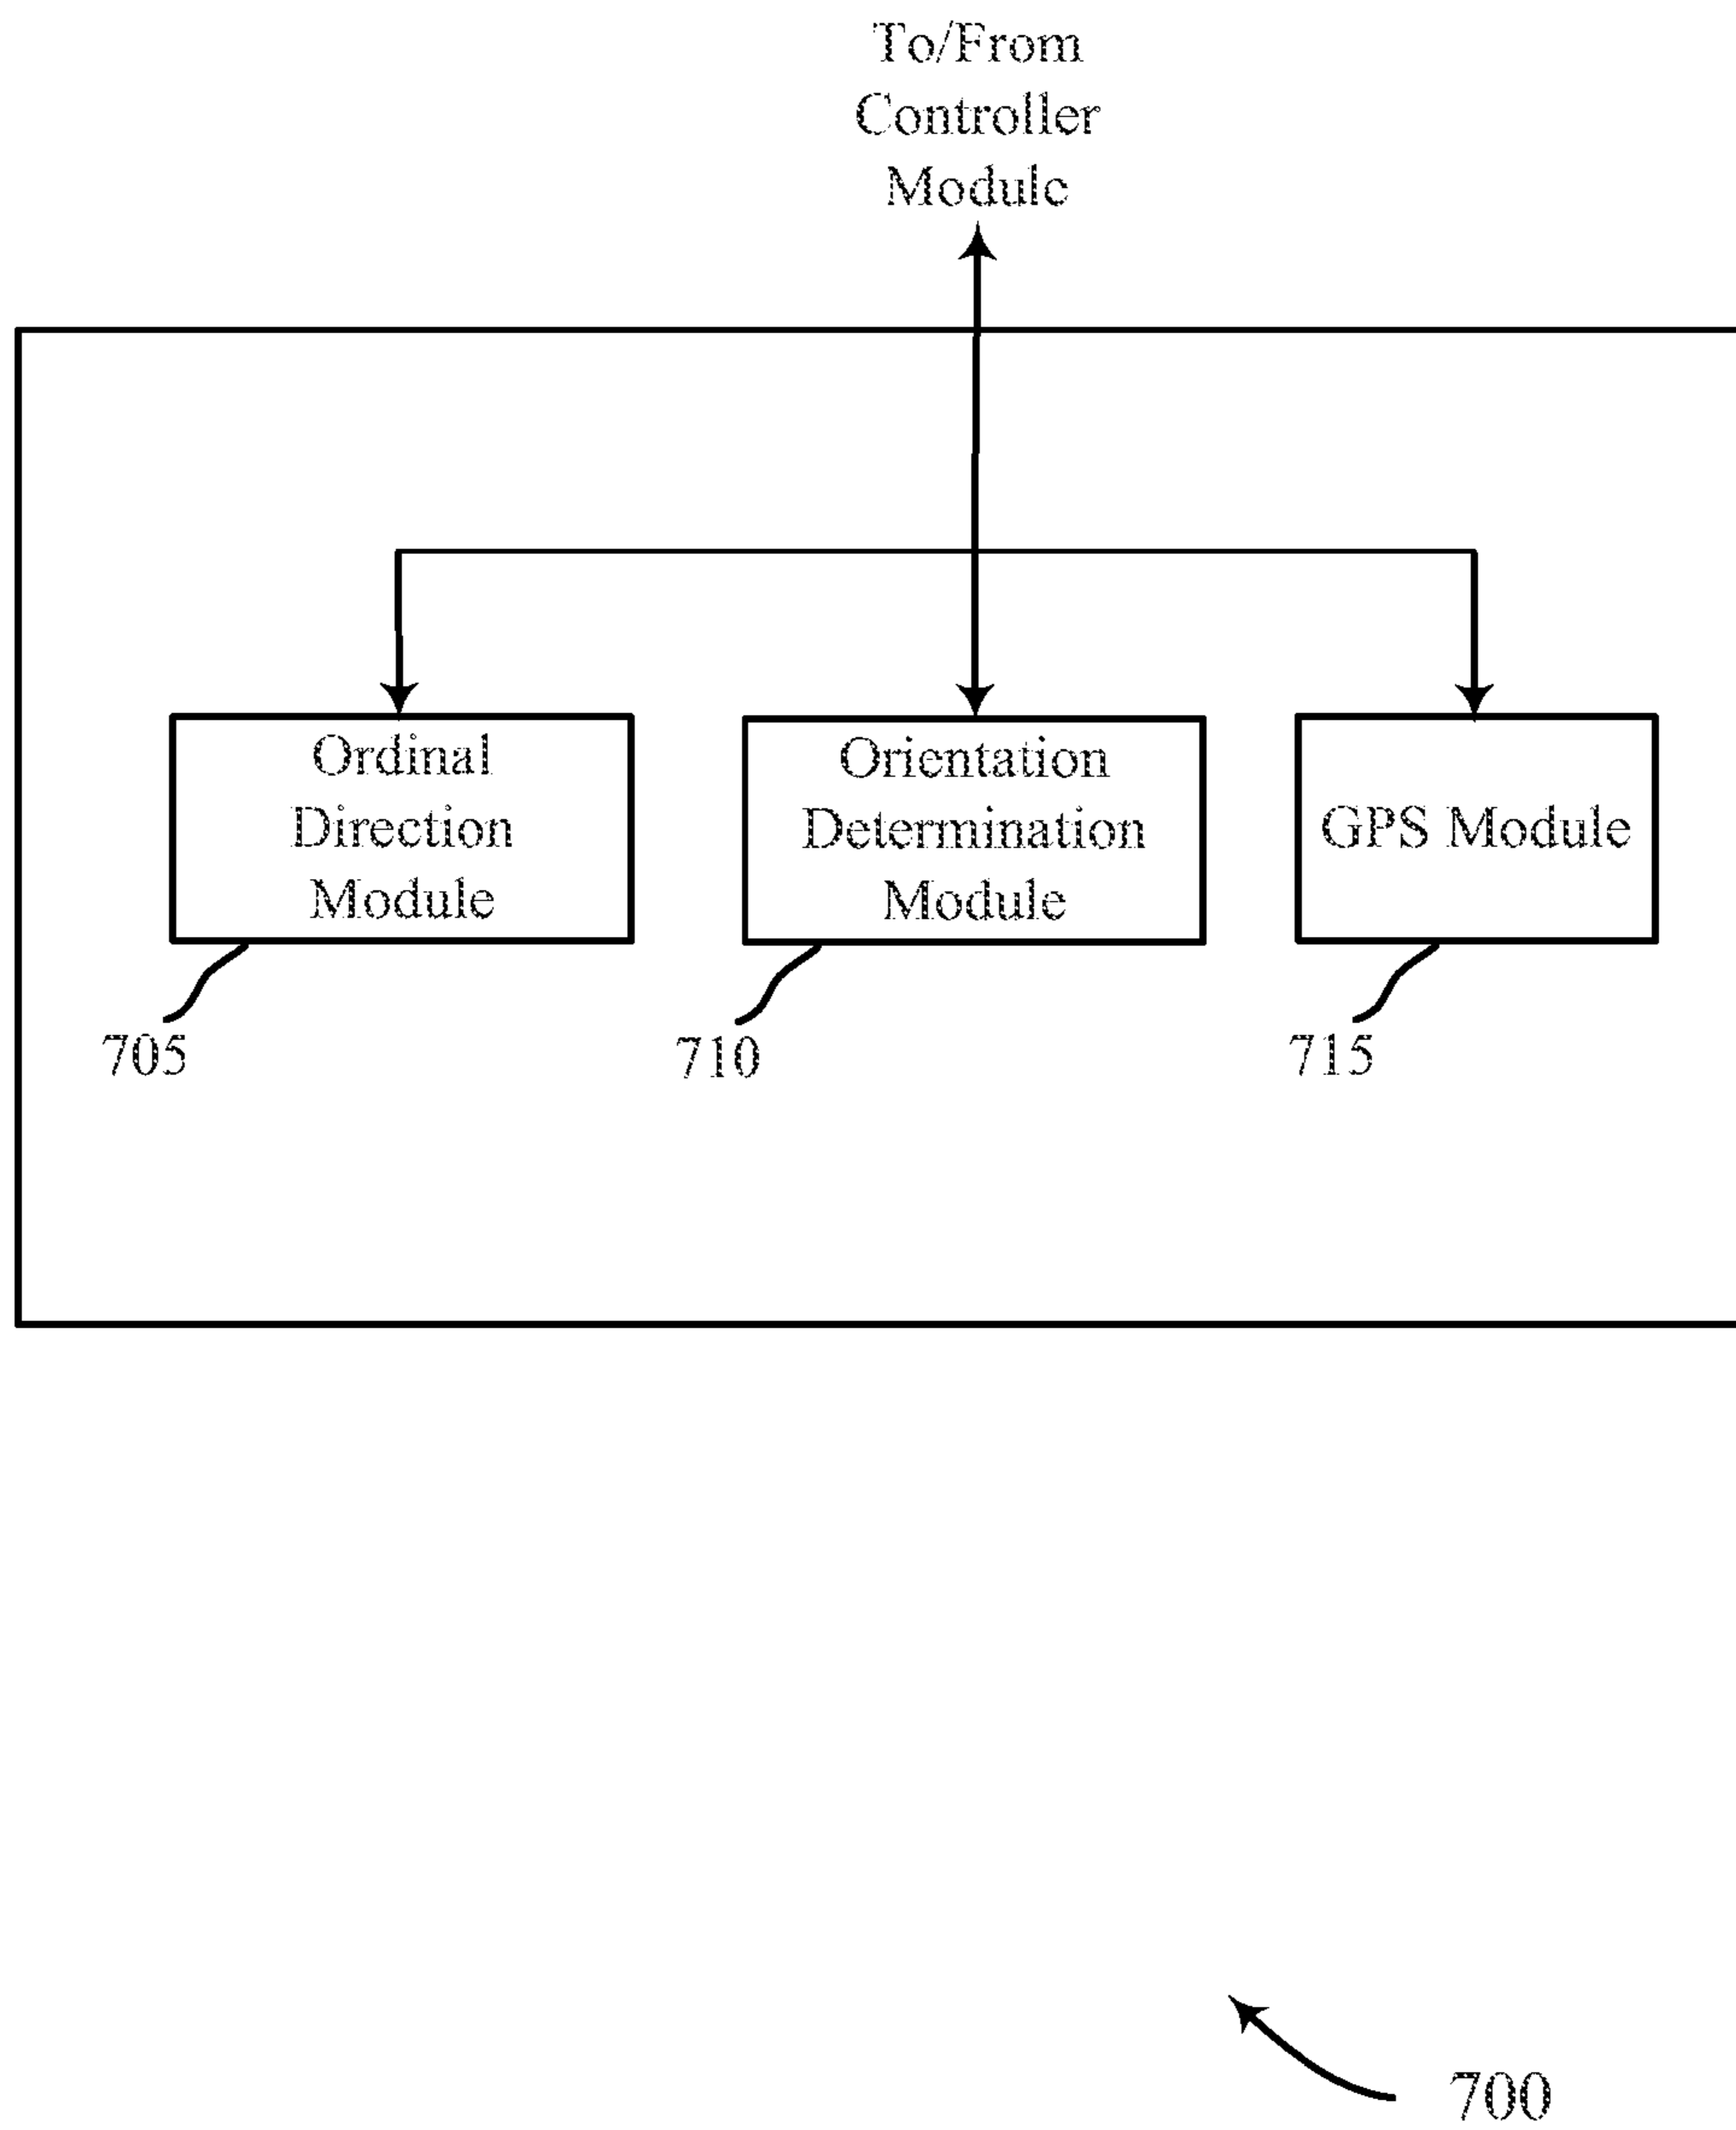 To/From
Controller
Module
Ordinal
Direction
Module
Orientation
Determination
Module
GPS Module
705
710
715
700